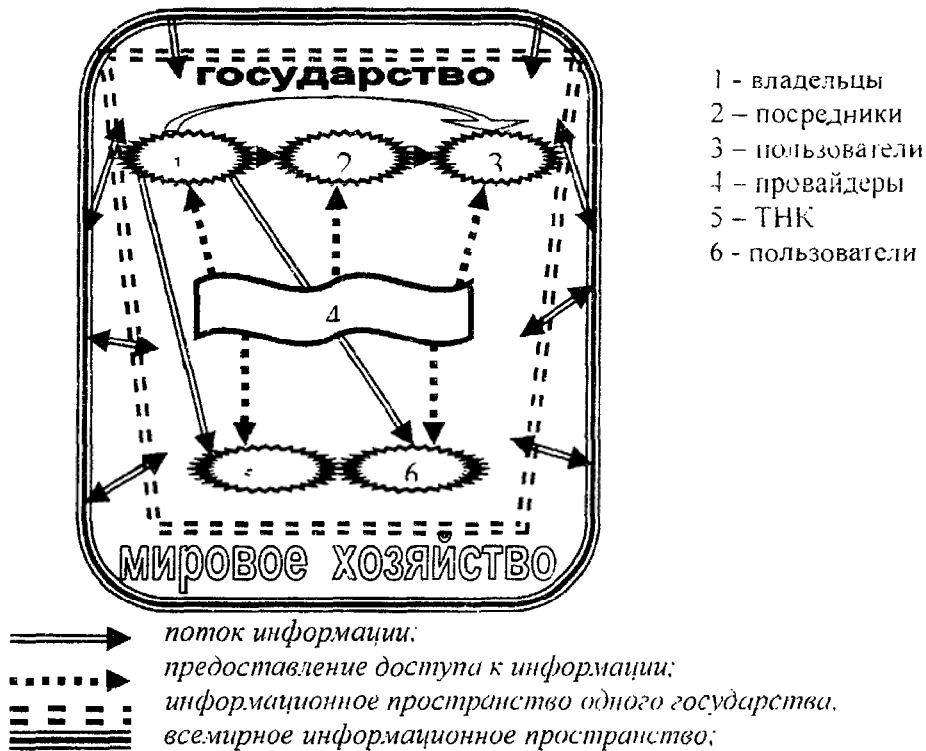 государство
1 - владельцы
2 – посредники
3 – пользователи
4 – провайдеры
5 – ТНК
6 - пользователи
1 2 3
4
6
мировое хозяйство
поток информации;
предоставление доступа к информации;
информационное пространство одного государства,
всемирное информационное пространство;